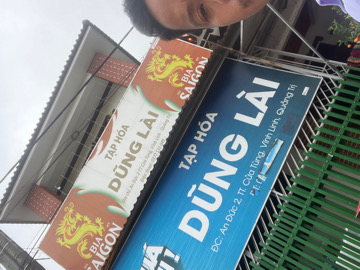 BIA
SAIGON
TẠP HÓA
DŨNG LÀI
BIA
SAIGON
TẠP HÓA
DŨNG LÀI
ĐC: An Đức 2, TT. Cửa Tùng, Vĩnh Linh, Quảng Trị